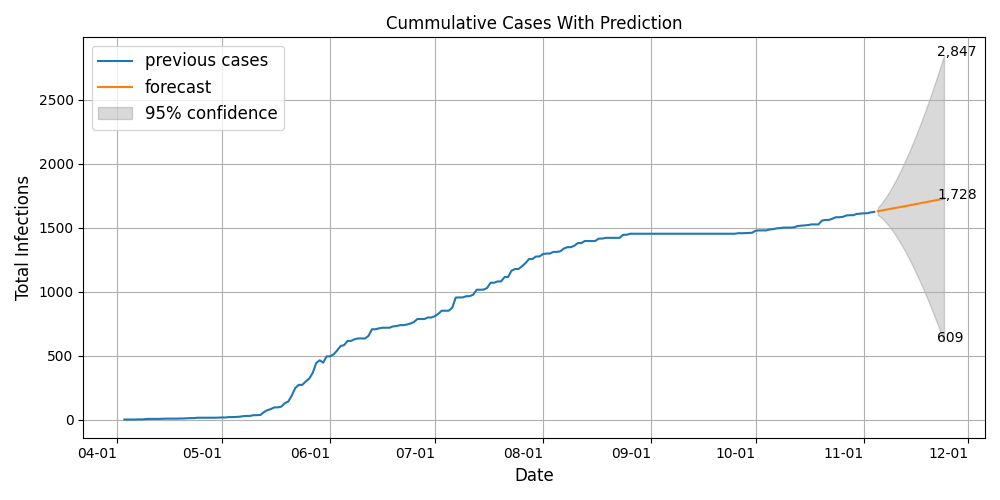 Cummulative Cases With Prediction
previous cases
forecast
95% confidence
2,847
1,728
609
Total Infections
2500
2000
1500
1000
500
0
04-01 05-01 06-01 07-01 08-01 09-01 10-01 11-01 12-01
Date